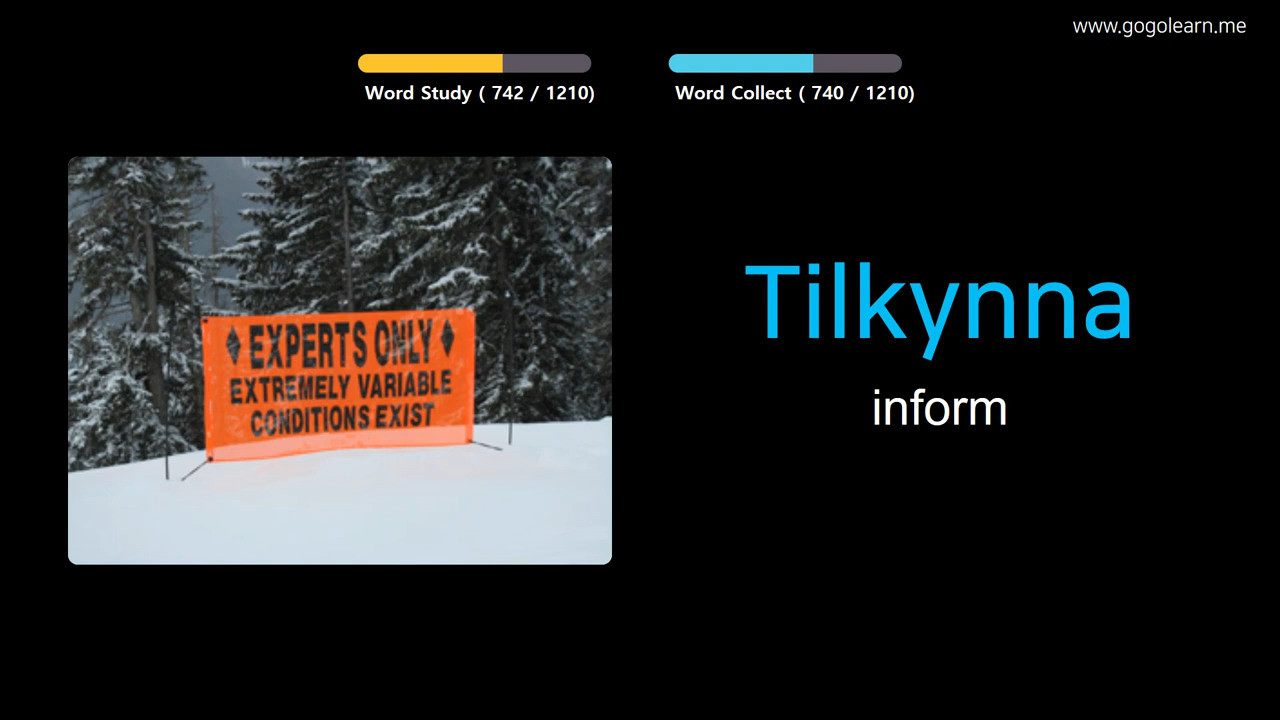 www.gogolearn.me
Word Study ( 742 / 1210)
Word Collect ( 740 / 1210)
EXPERTS ONLY
EXTREMELY VARIABLE
CONDITIONS EXIST
Tilkynna
inform